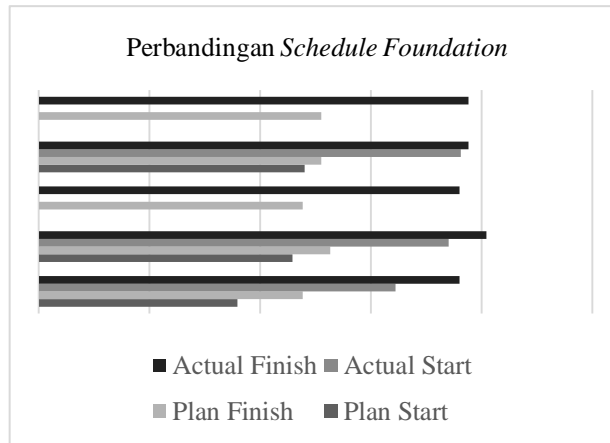 Perbandingan Schedule Foundation
Actual Finish Actual Start
Plan Finish Plan Start